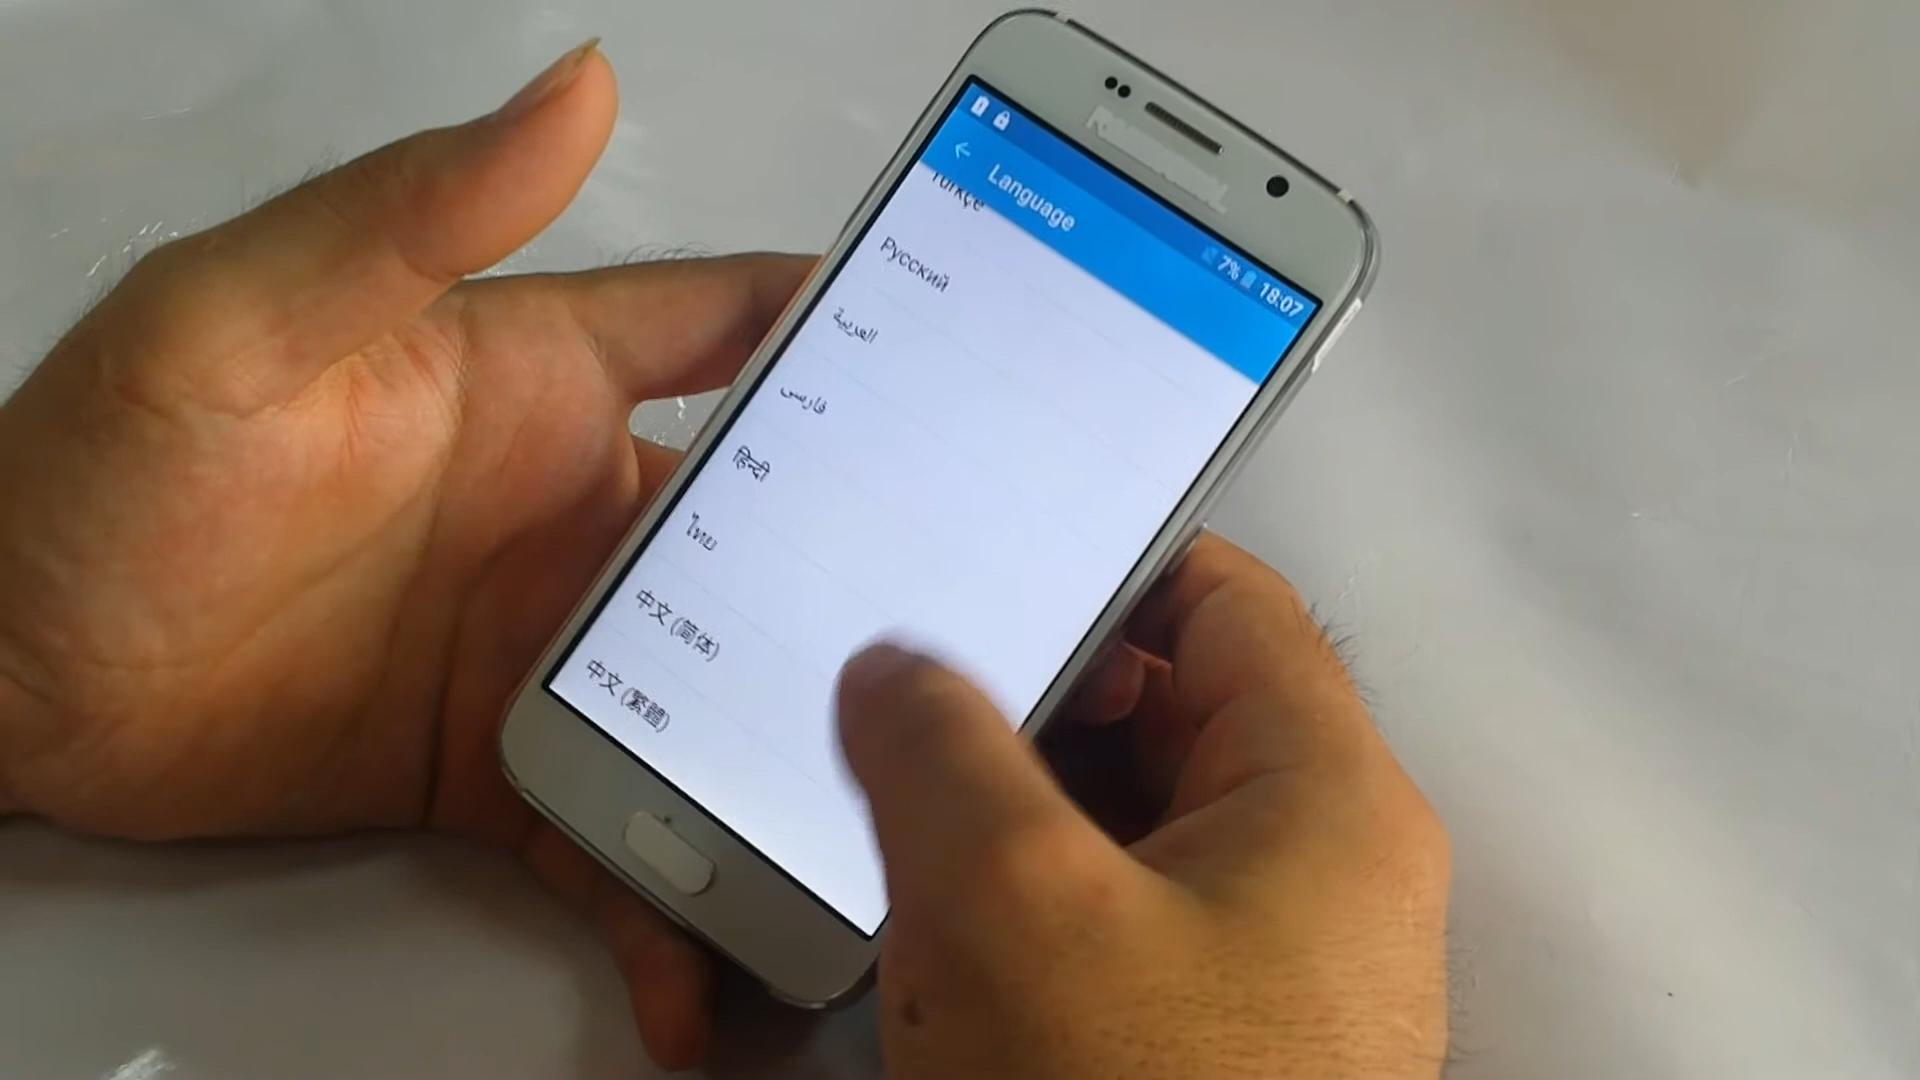 7% 18:07
Language
Türkçe
Русский
العربية
فارسی
हिन्दी
ไทย
中文 (简体)
中文 (繁體)